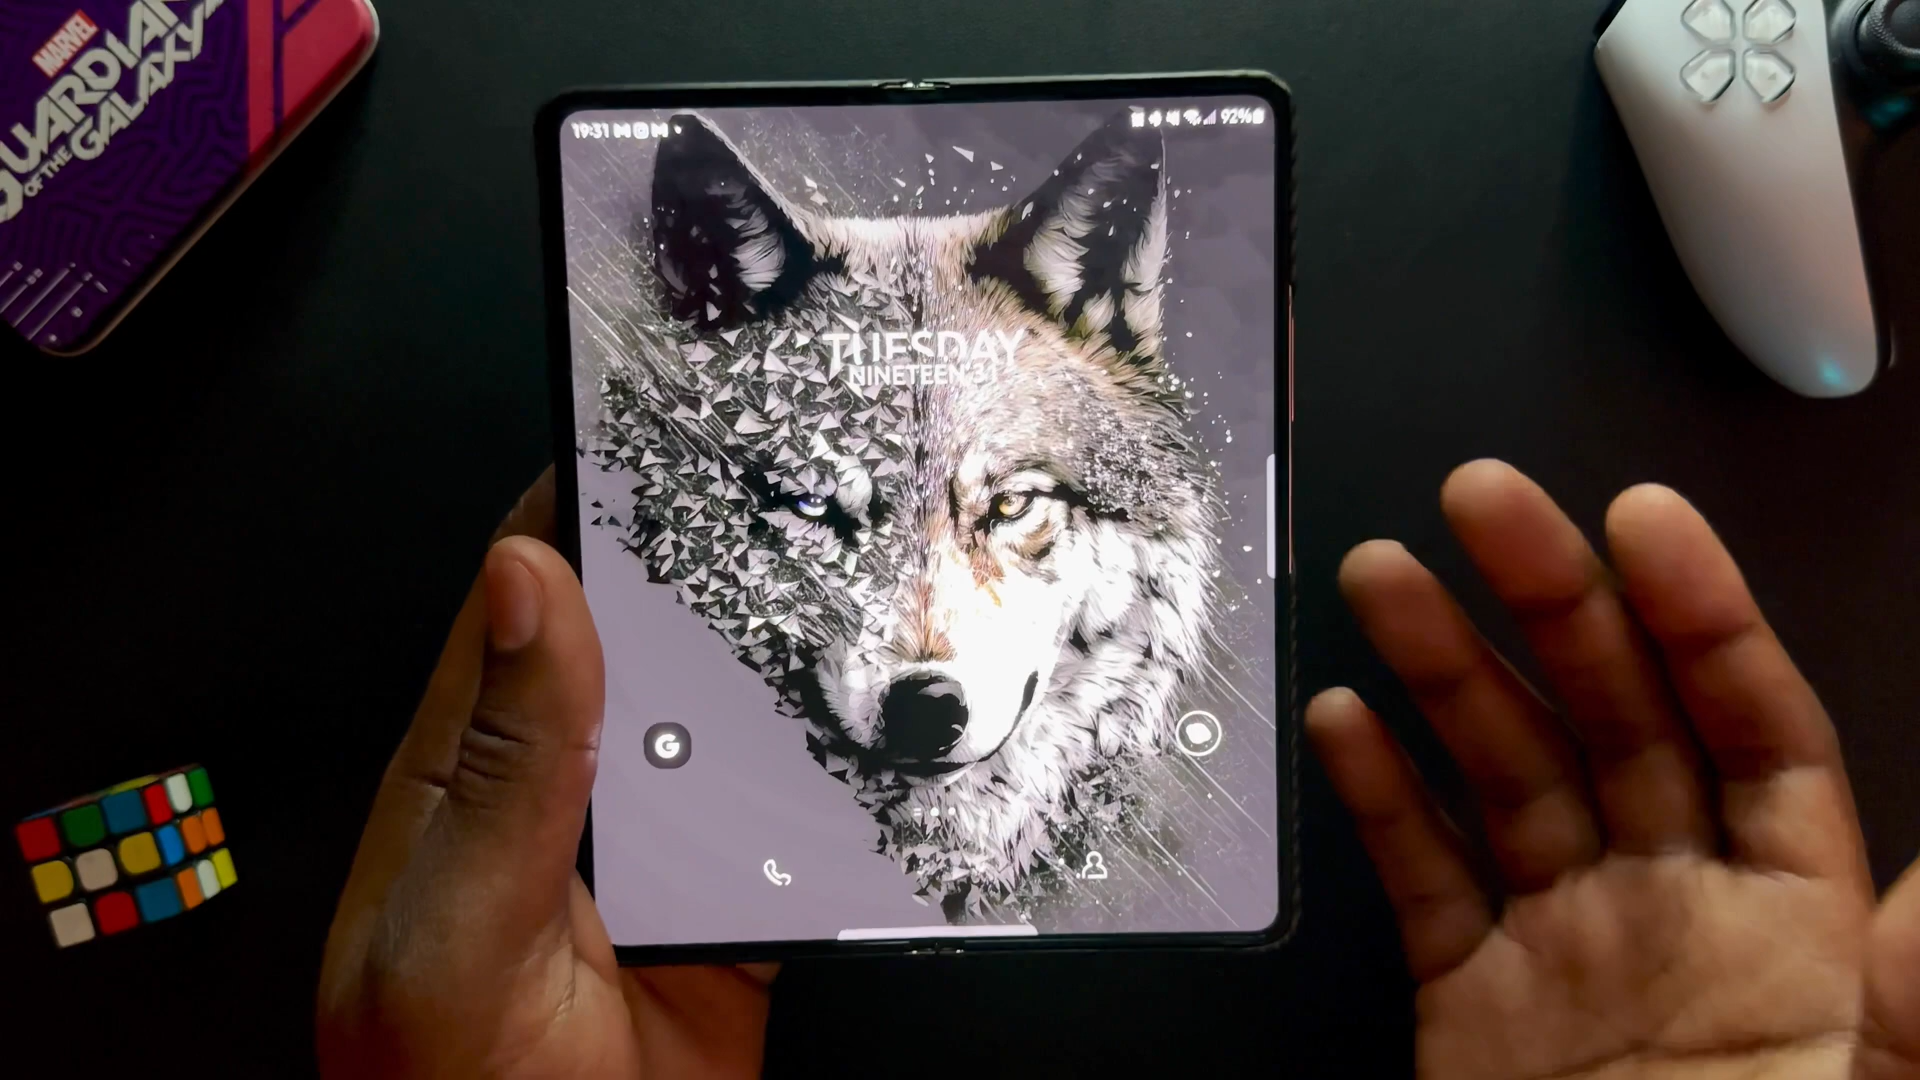 MARVEL
GUARDIANS
OF THE
GALAXY
19:31
92%
TUESDAY
NINETEEN 31
G